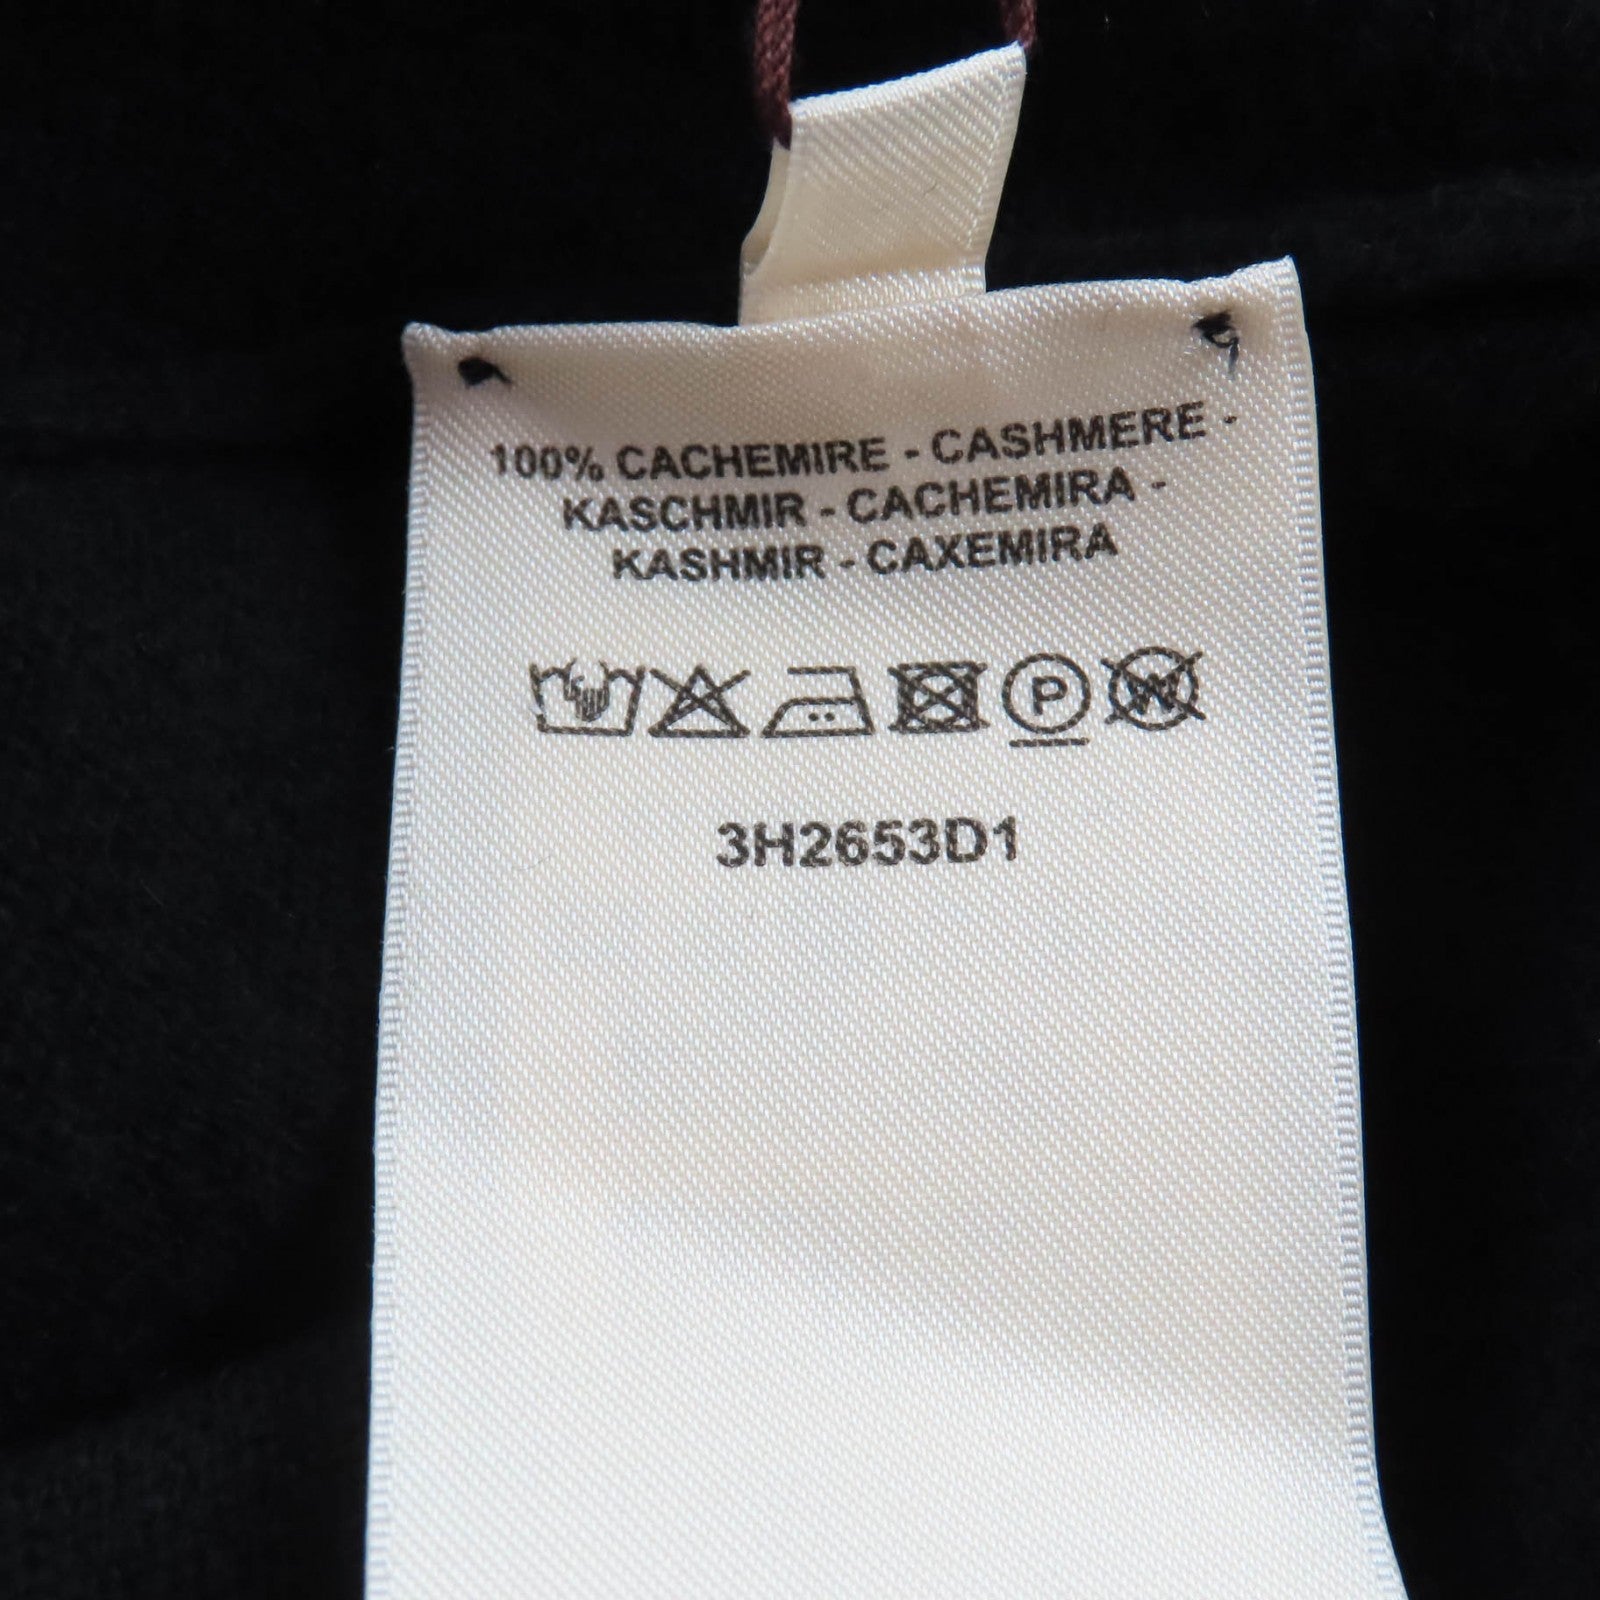 100% CACHEMIRE - CASHMERE -
KASCHMIR - CACHEMIRA -
KASHMIR - CAXEMIRA
P W
3H2653D1